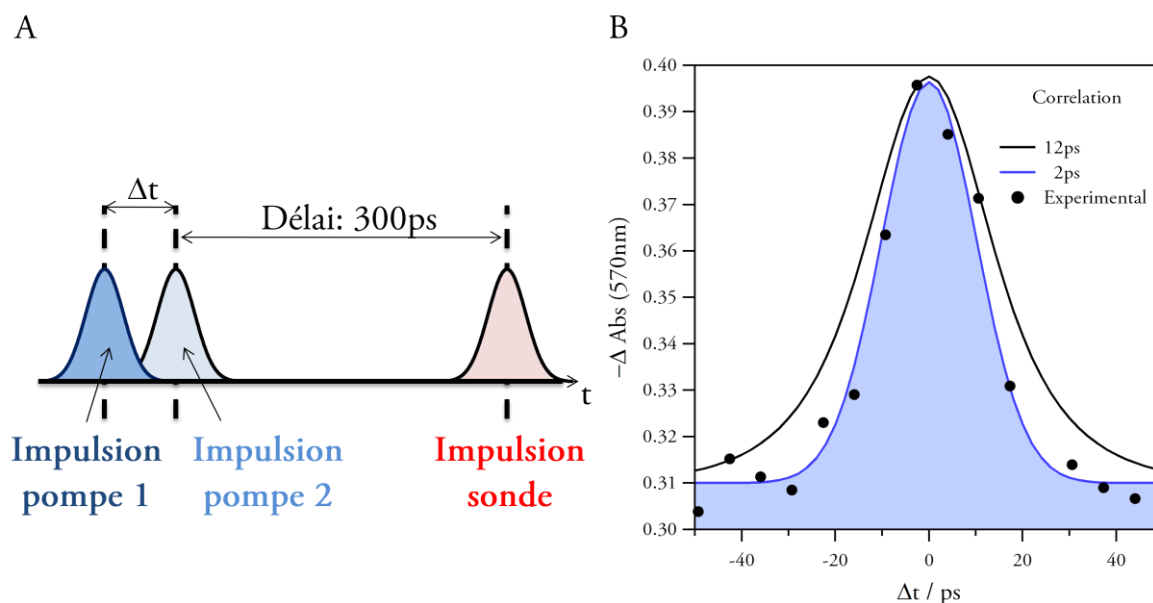 A
Δt
Délai: 300ps
t
Impulsion
pompe 1
Impulsion
pompe 2
Impulsion
sonde
B
0.40
0.39
0.38
0.37
0.36
0.35
0.34
0.33
0.32
0.31
0.30
−Δ Abs (570nm)
Correlation
12ps
2ps
Experimental
-40
-20
0
20
40
Δt / ps